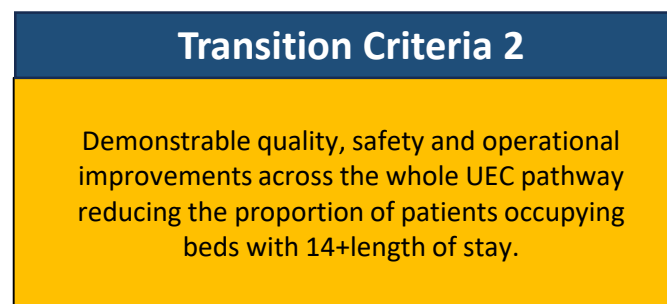 Transition Criteria 2
Demonstrable quality, safety and operational
improvements across the whole UEC pathway
reducing the proportion of patients occupying
beds with 14+length of stay.